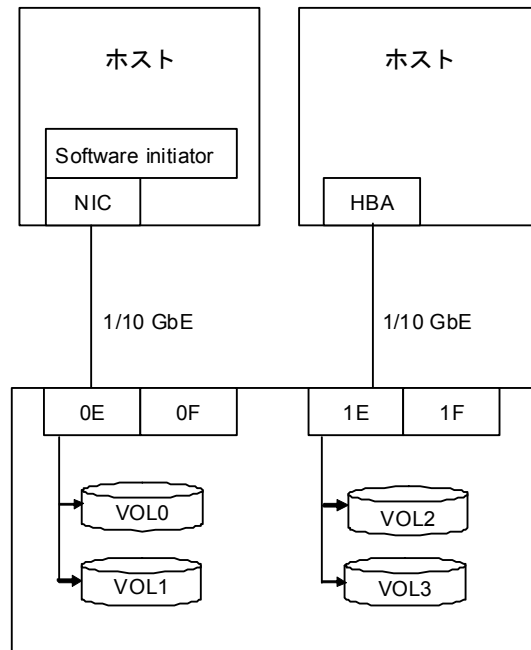 ホスト
ホスト
Software initiator
NIC
HBA
1/10 GbE
1/10 GbE
0E
0F
1E
1F
VOL0
VOL2
VOL1
VOL3